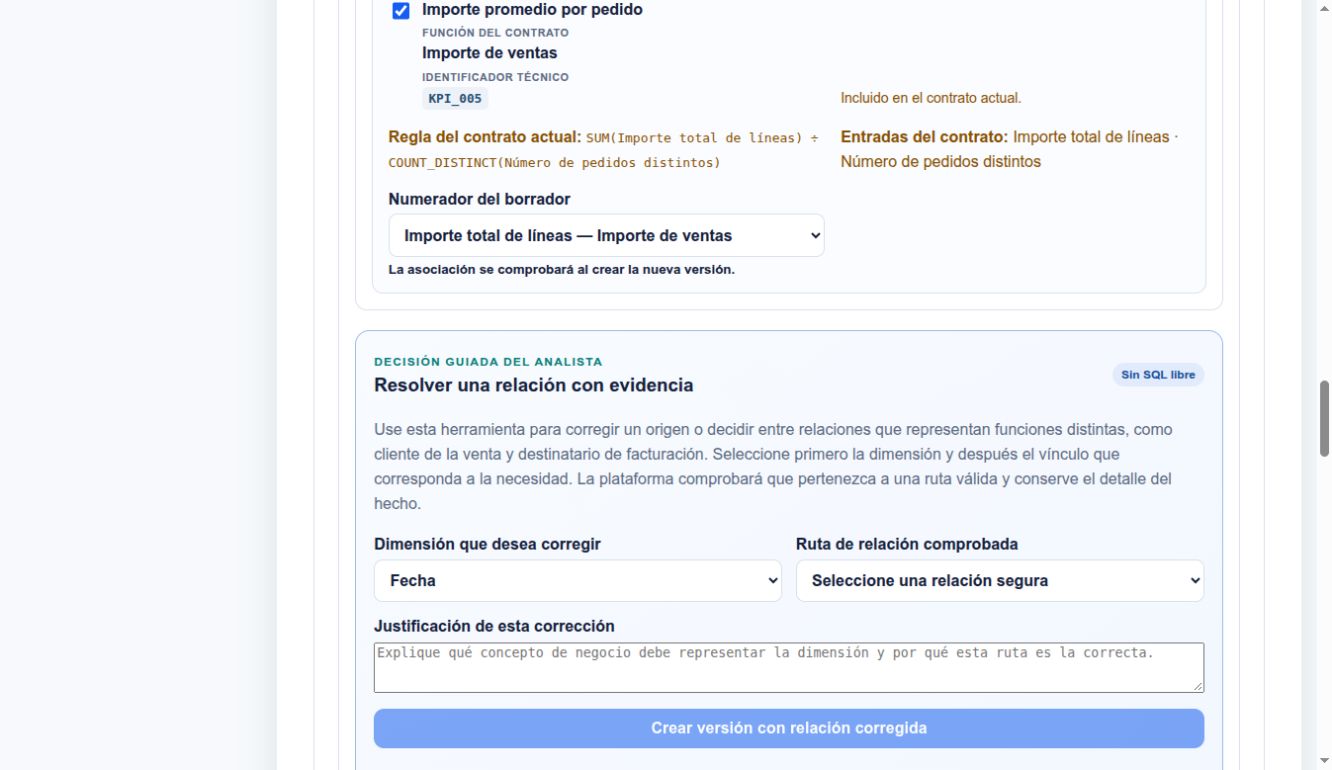 Importe promedio por pedido
FUNCIÓN DEL CONTRATO
Importe de ventas
IDENTIFICADOR TÉCNICO
KPI_005
Incluido en el contrato actual.
Regla del contrato actual: SUM(Importe total de líneas) ÷
COUNT_DISTINCT(Número de pedidos distintos)
Entradas del contrato: Importe total de líneas ·
Número de pedidos distintos
Numerador del borrador
Importe total de líneas — Importe de ventas
La asociación se comprobará al crear la nueva versión.
DECISIÓN GUIADA DEL ANALISTA
Resolver una relación con evidencia
Sin SQL libre
Use esta herramienta para corregir un origen o decidir entre relaciones que representan funciones distintas, como
cliente de la venta y destinatario de facturación. Seleccione primero la dimensión y después el vínculo que
corresponda a la necesidad. La plataforma comprobará que pertenezca a una ruta válida y conserve el detalle del
hecho.
Dimensión que desea corregir
Fecha
Ruta de relación comprobada
Seleccione una relación segura
Justificación de esta corrección
Explique qué concepto de negocio debe representar la dimensión y por qué esta ruta es la correcta.
Crear versión con relación corregida